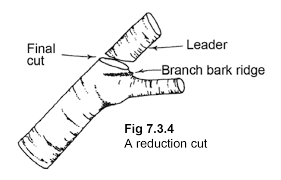 Final
cut
Leader
Branch bark ridge
Fig 7.3.4
A reduction cut